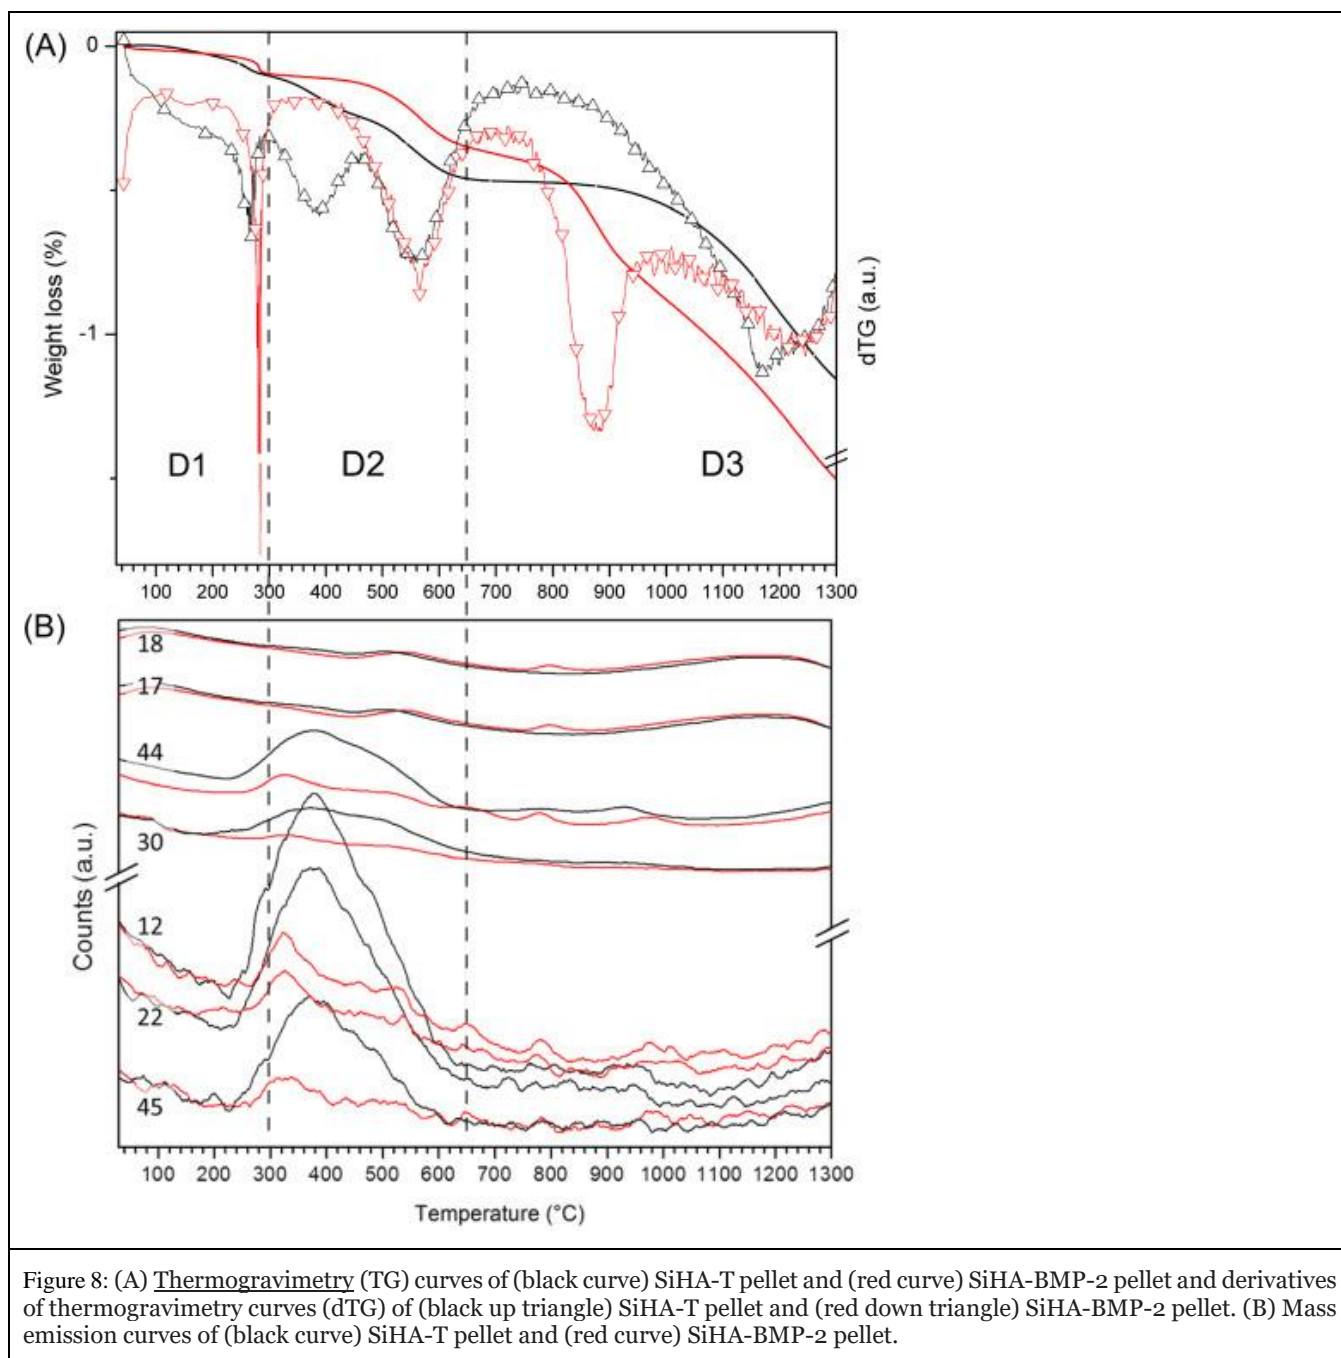 (A)
0
-1
Weight loss (%)
dTG (a.u.)
D1 D2 D3
100 200 300 400 500 600 700 800 900 1000 1100 1200 1300
(B)
18
17
44
30
12
22
45
Counts (a.u.)
100 200 300 400 500 600 700 800 900 1000 1100 1200 1300
Temperature (°C)
Figure 8: (A) Thermogravimetry (TG) curves of (black curve) SiHA-T pellet and (red curve) SiHA-BMP-2 pellet and derivatives
of thermogravimetry curves (dTG) of (black up triangle) SiHA-T pellet and (red down triangle) SiHA-BMP-2 pellet. (B) Mass
emission curves of (black curve) SiHA-T pellet and (red curve) SiHA-BMP-2 pellet.